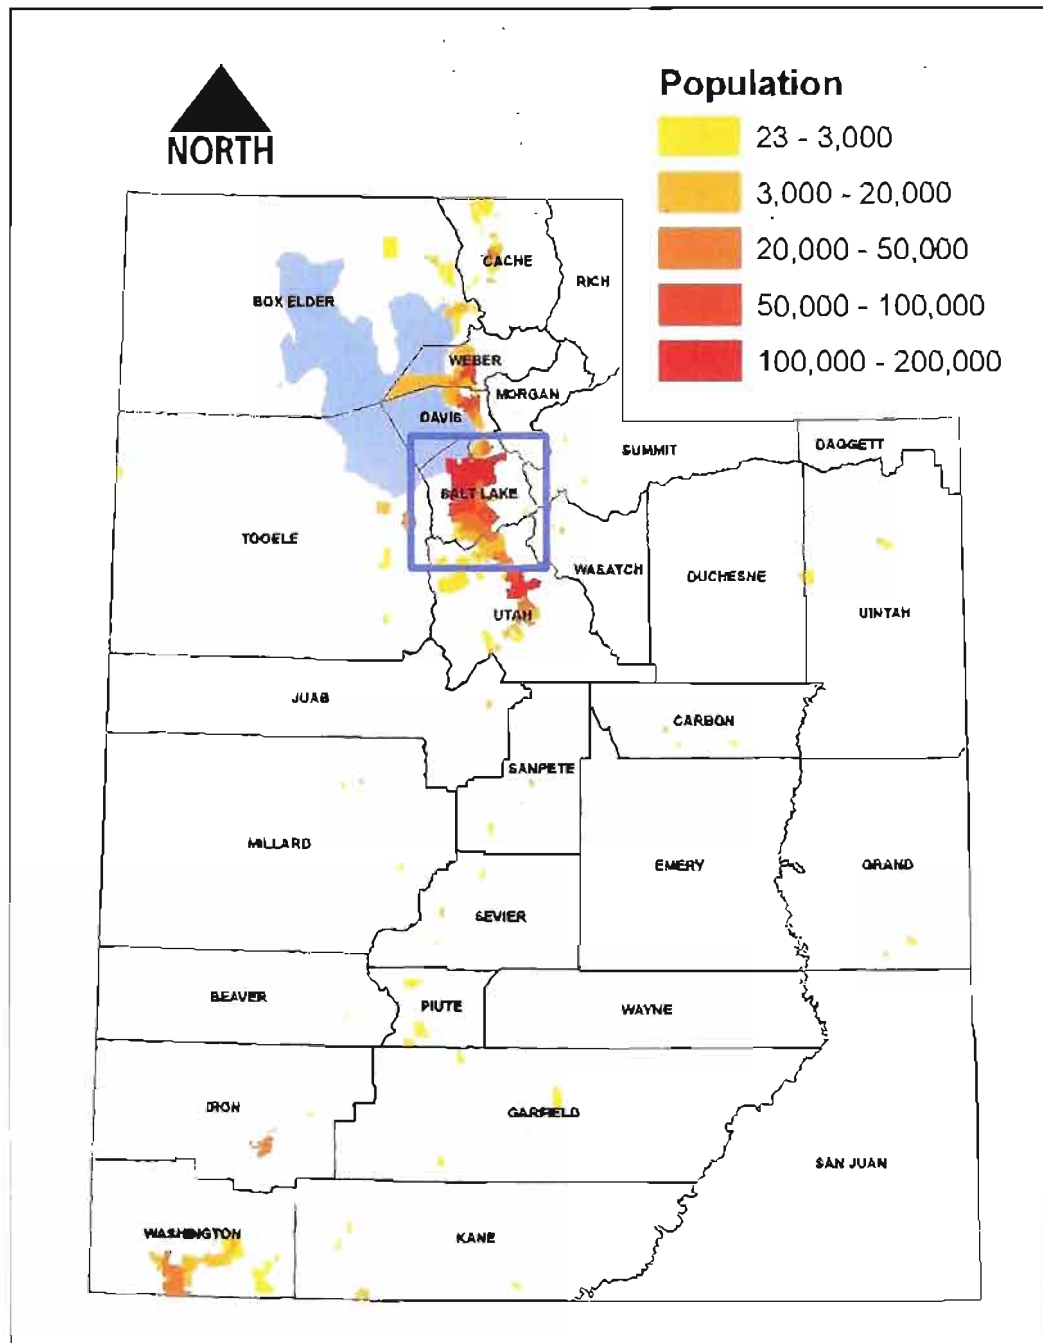 NORTH
Population
23 - 3,000
3,000 - 20,000
20,000 - 50,000
50,000 - 100,000
100,000 - 200,000
CACHE
RICH
BOX ELDER
WEBER
MORGAN
DAVIS
SUMMIT
DAGGETT
SALT LAKE
TOOELE
WASATCH
DUCHESNE
UINTAH
UTAH
JUAB
CARBON
SANPETE
MILLARD
EMERY
GRAND
SEVIER
BEAVER
PIUTE
WAYNE
IRON
GARFIELD
SAN JUAN
WASHINGTON
KANE